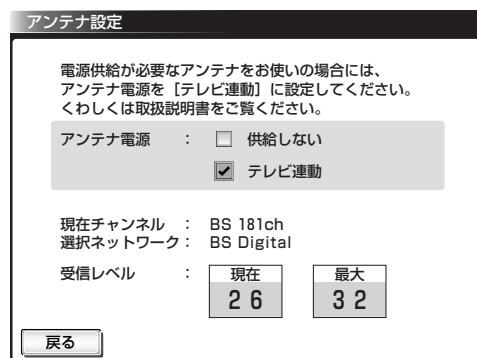 アンテナ設定
電源供給が必要なアンテナをお使いの場合には、
アンテナ電源を［テレビ連動］に設定してください。
くわしくは取扱説明書をご覧ください。
アンテナ電源　：　供給しない
テレビ連動
現在チャンネル　：　BS 181ch
選択ネットワーク：　BS Digital
受信レベル　：　現在　最大
２６　３２
戻る